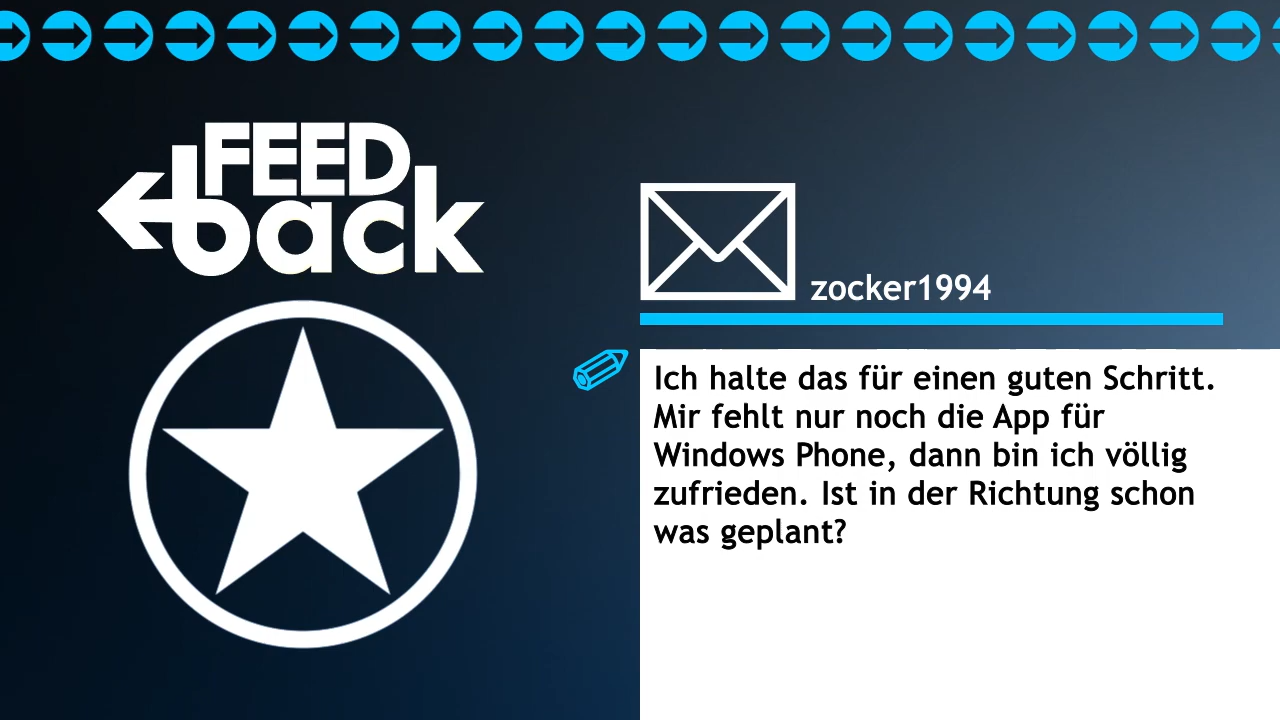 FEED
back
zocker1994
Ich halte das für einen guten Schritt.
Mir fehlt nur noch die App für
Windows Phone, dann bin ich völlig
zufrieden. Ist in der Richtung schon
was geplant?